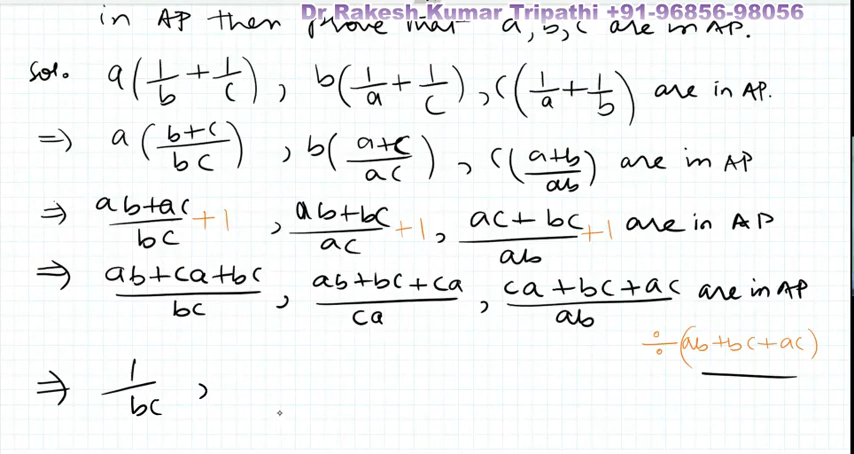 Dr.Rakesh Kumar Tripathi +91-96856-98056
in AP then prove that a, b, c are in AP.
Sol. a(1/b + 1/c), b(1/a + 1/c), c(1/a + 1/b) are in AP.
=> a((b+c)/bc), b((a+c)/ac), c((a+b)/ab) are in AP
=> (ab+ac)/bc +1, (ab+bc)/ac +1, (ac+bc)/ab +1 are in AP
=> (ab+ca+bc)/bc, (ab+bc+ca)/ca, (ca+bc+ac)/ab are in AP
÷(ab+bc+ac)
=> 1/bc ,